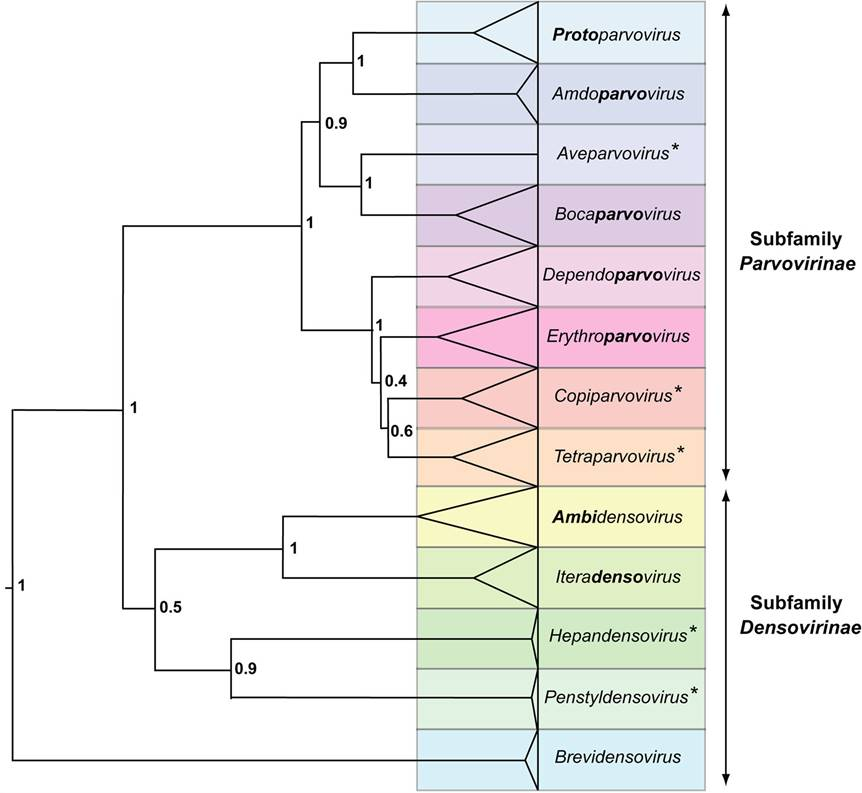 Protoparvovirus
1
Amdoparvovirus
0.9
Aveparvovirus*
1
Bocaparvovirus
1
Subfamily
Parvovirinae
Dependoparvovirus
1
Erythroparvovirus
0.4
Copiparvovirus*
1
0.6
Tetraparvovirus*
Ambidensovirus
1
Iteradensovirus
1
0.5
Subfamily
Densovirinae
Hepandensovirus*
0.9
Penstyldensovirus*
Brevidensovirus